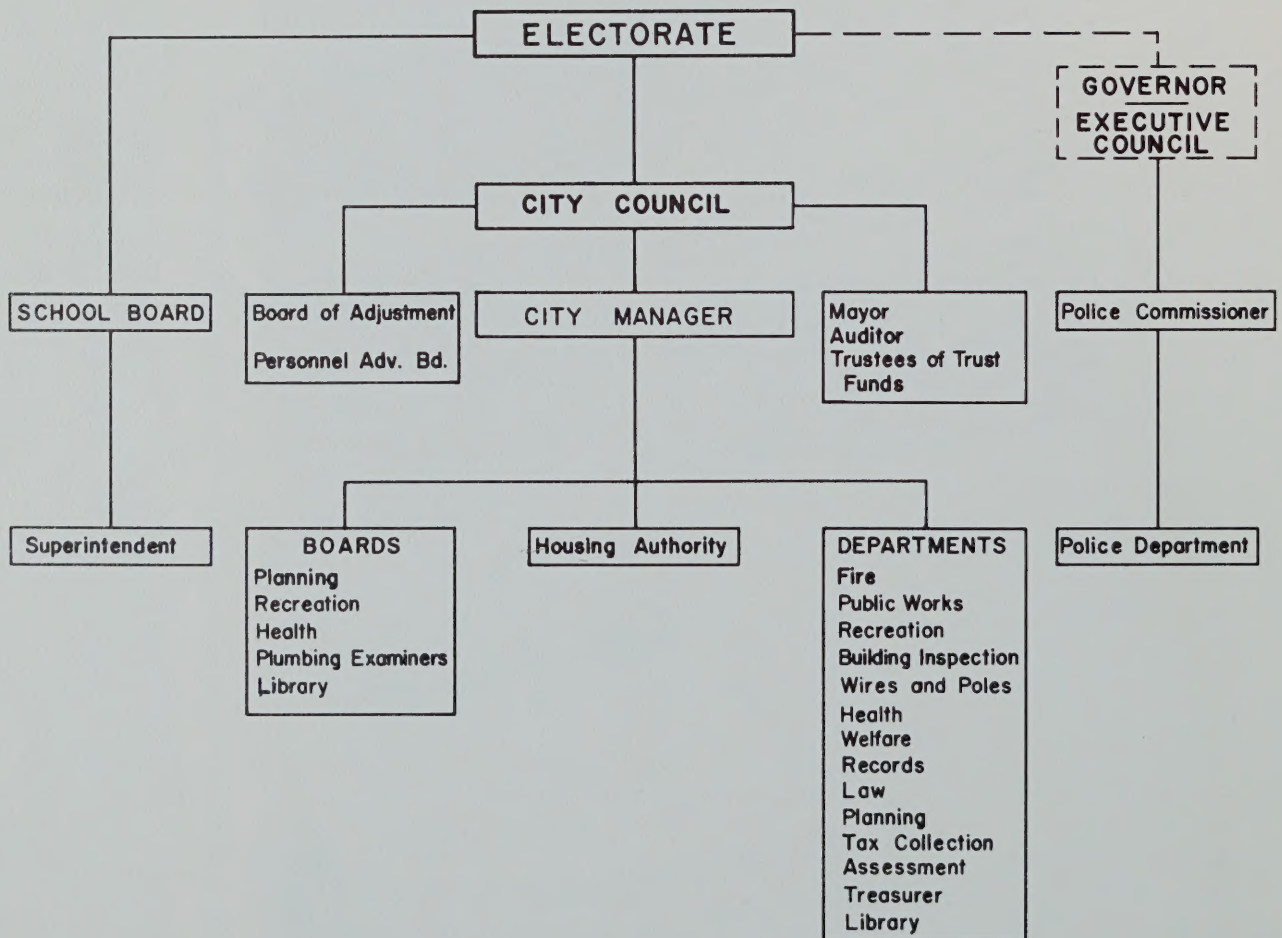 ELECTORATE
GOVERNOR
EXECUTIVE
COUNCIL
CITY COUNCIL
SCHOOL BOARD
Board of Adjustment
Personnel Adv. Bd.
CITY MANAGER
Mayor
Auditor
Trustees of Trust
Funds
Police Commissioner
Superintendent
BOARDS
Planning
Recreation
Health
Plumbing Examiners
Library
Housing Authority
DEPARTMENTS
Fire
Public Works
Recreation
Building Inspection
Wires and Poles
Health
Welfare
Records
Law
Planning
Tax Collection
Assessment
Treasurer
Library
Police Department